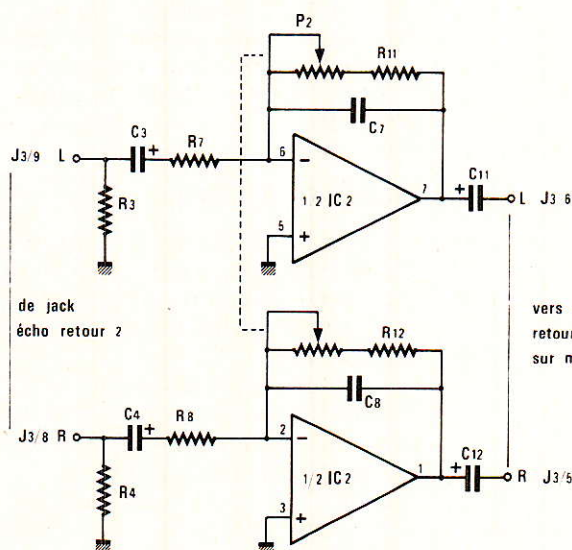 P2
R11
C7
C3 +
R7
J3/9 L
R3
6 −
5 +
1/2 IC 2
7
+ C11
L J3 6
de jack
écho retour 2
vers
retour
sur m
R12
C8
C4 +
R8
J3/8 R
R4
2 −
3 +
1/2 IC 2
1
+ C12
R J3/5